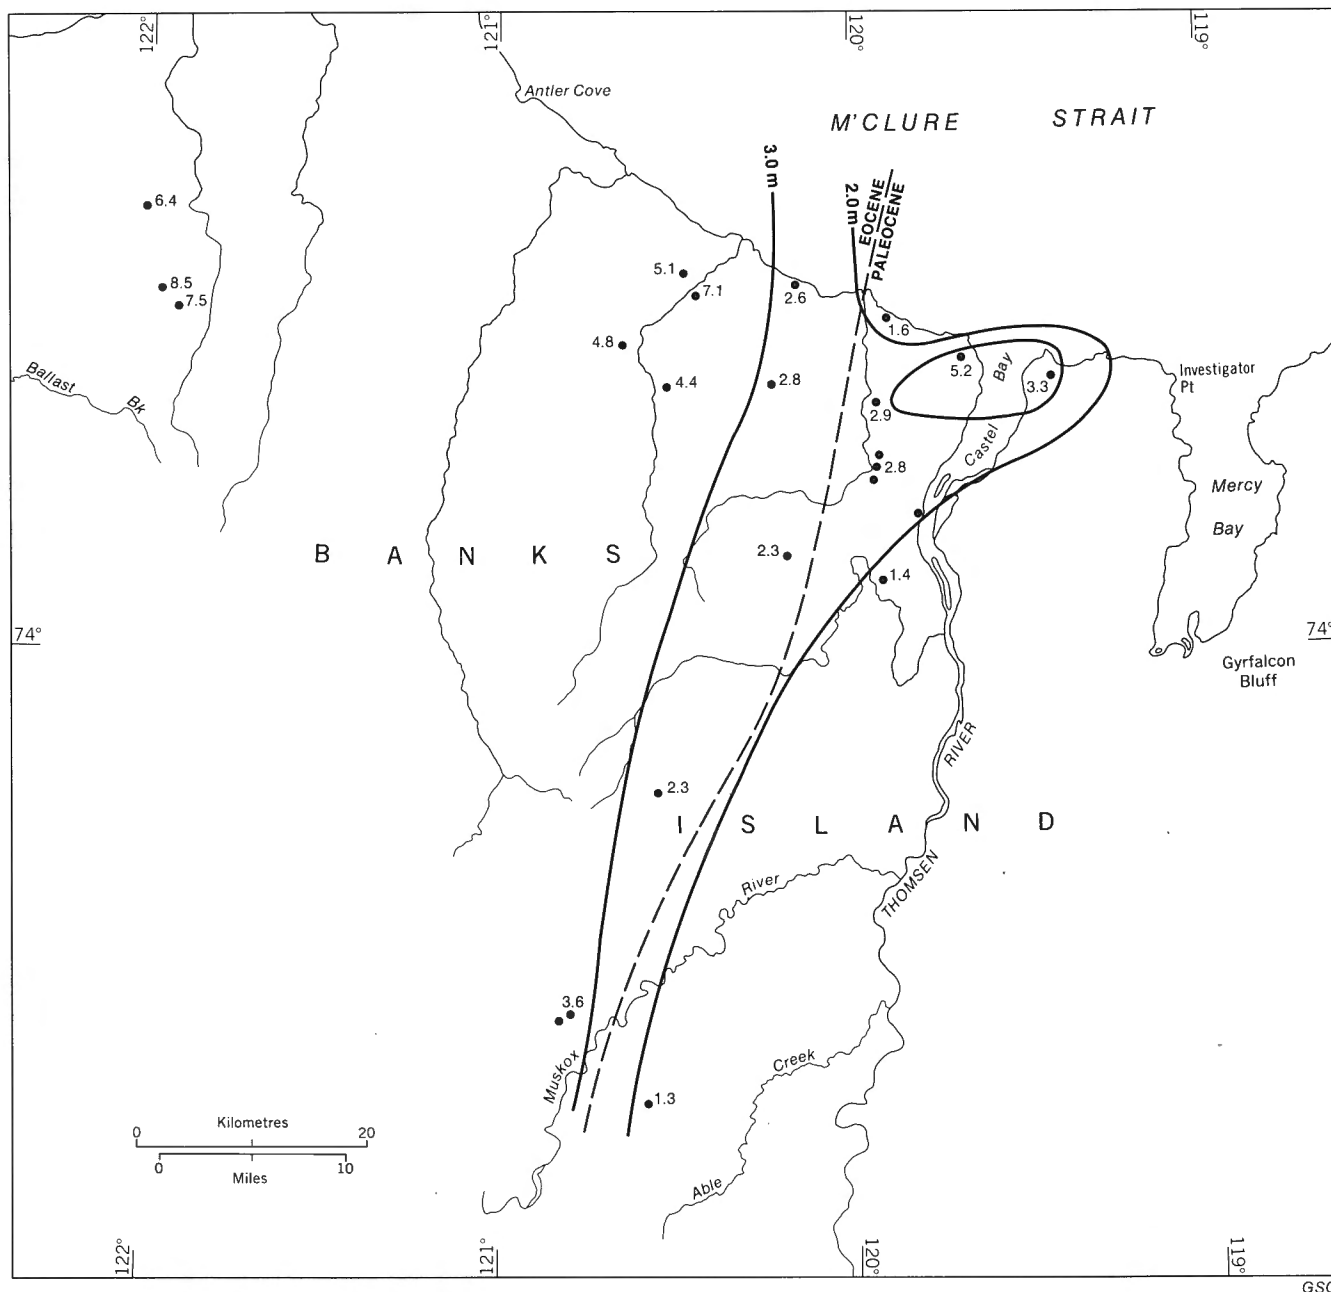 122°
121°
120°
119°
Antler Cove
M'CLURE STRAIT
3.0 m
2.0 m
EOCENE
PALEOCENE
6.4
8.5
7.5
5.1
7.1
2.6
1.6
4.8
4.4
2.8
5.2
3.3
2.9
2.8
Bay
Castel
Investigator
Pt
Ballast
Bk
Mercy
Bay
BANKS
2.3
1.4
74°
74°
Gyrfalcon
Bluff
RIVER
2.3
ISLAND
River
THOMSEN
3.6
Muskox
Creek
1.3
Able
Kilometres
0 20
0 10
Miles
122°
121°
120°
119°
GSC